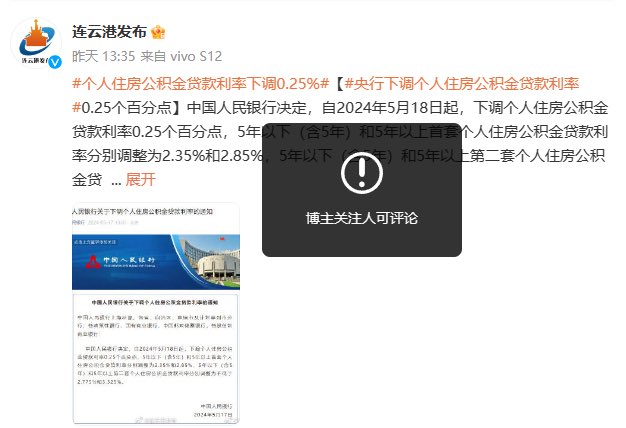 连云港发布
昨天 13:35 来自 vivo S12
#个人住房公积金贷款利率下调0.25%#【#央行下调个人住房公积金贷款利率
#0.25个百分点】中国人民银行决定，自2024年5月18日起，下调个人住房公积金
贷款利率0.25个百分点，5年以下（含5年）和5年以上首套个人住房公积金贷款利
率分别调整为2.35%和2.85%，5年以下（含5年）和5年以上第二套个人住房公积
金贷 ... 展开
博主关注人可评论
人民银行关于下调个人住房公积金贷款利率的通知
中国人民银行
中国人民银行关于下调个人住房公积金贷款利率的通知
中国人民银行决定，自2024年5月18日起，下调个人住房公积
金贷款利率0.25个百分点，5年以下（含5年）和5年以上首套个人
住房公积金贷款利率分别调整为2.35%和2.85%，5年以下（含5
年）和5年以上第二套个人住房公积金贷款利率分别调整为不低于
2.775%和3.325%。
中国人民银行
2024年5月17日